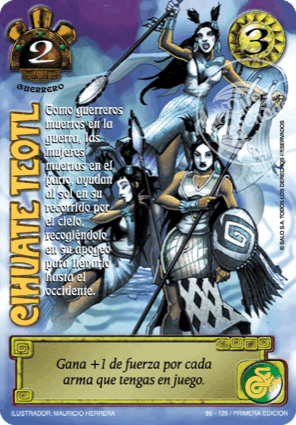 2
3
GUERRERO
CIHUATE-TEOTL
Como guerreros
muertos en la
guerra, las
mujeres
muertas en el
parto, ayudan
al sol en su
recorrido por
el cielo,
recogiéndolo
en su apogeo
para llevarlo
hasta el
occidente.
© SALO S.A. TODOS LOS DERECHOS RESERVADOS
Gana +1 de fuerza por cada
arma que tengas en juego.
ILUSTRADOR: MAURICIO HERRERA
86 - 126 / PRIMERA EDICION